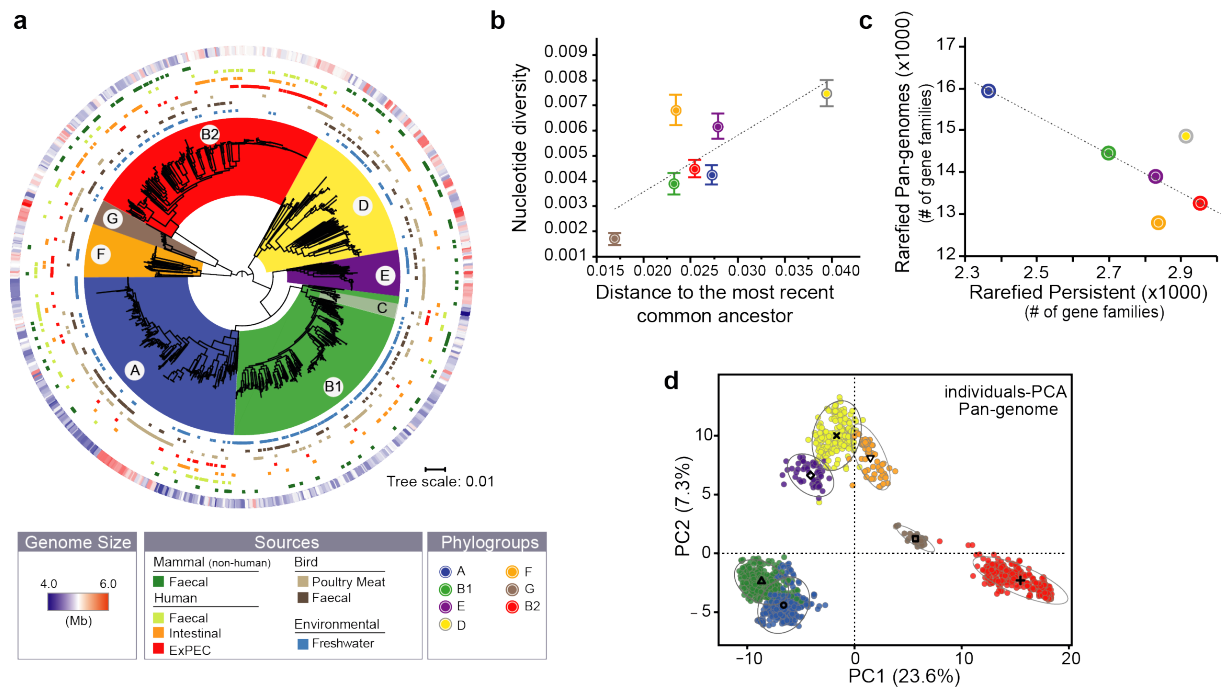 a
B2
D
G
F
E
C
A
B1
Tree scale: 0.01
Genome Size
4.0 6.0
(Mb)
Sources
Mammal (non-human)
Faecal
Human
Faecal
Intestinal
ExPEC
Bird
Poultry Meat
Faecal
Environmental
Freshwater
Phylogroups
A
B1
E
D
F
G
B2
b
Nucleotide diversity
0.009
0.008
0.007
0.006
0.005
0.004
0.003
0.002
0.001
0.015 0.020 0.025 0.030 0.035 0.040
Distance to the most recent
common ancestor
c
Rarefied Pan-genomes (x1000)
(# of gene families)
16
17
15
14
13
12
2.3 2.5 2.7 2.9
Rarefied Persistent (x1000)
(# of gene families)
d
individuals-PCA
Pan-genome
PC2 (7.3%)
10
5
0
−5
−10 0 10 20
PC1 (23.6%)